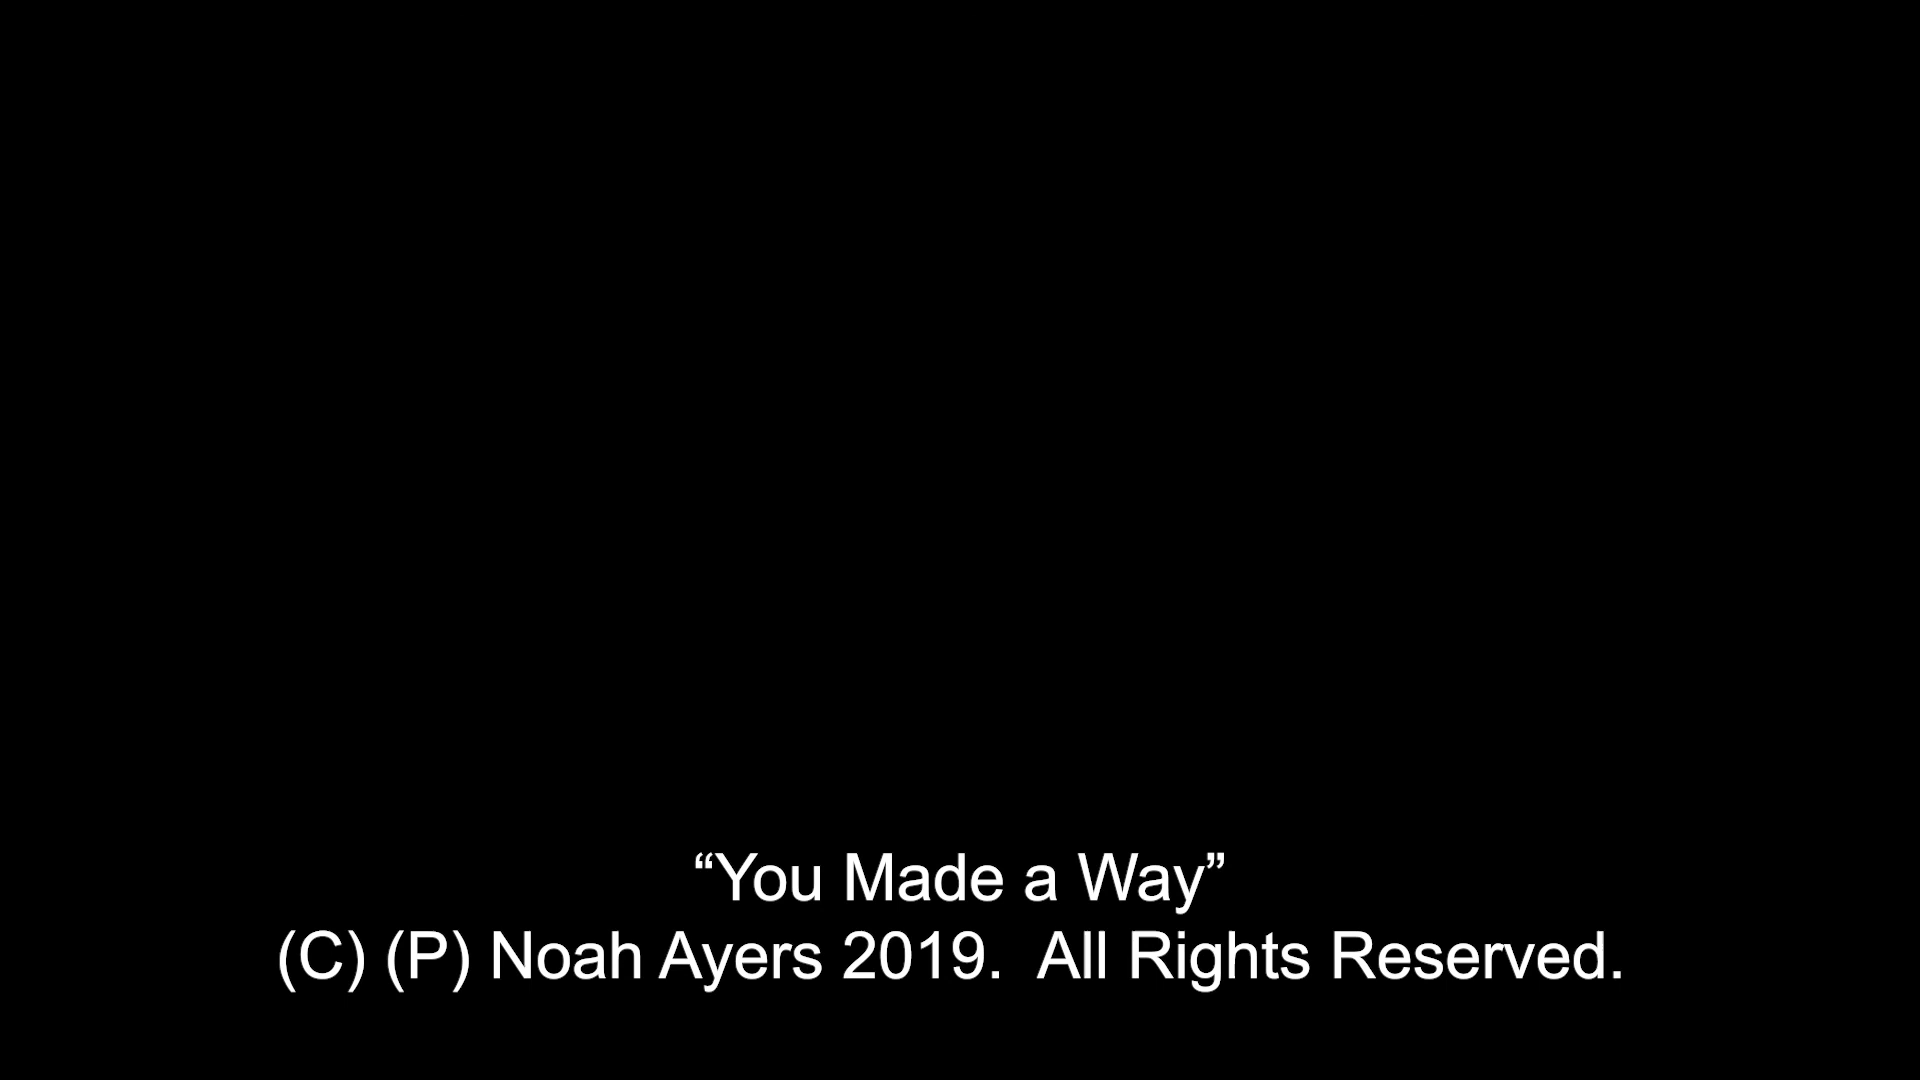 “You Made a Way”
(C) (P) Noah Ayers 2019.  All Rights Reserved.